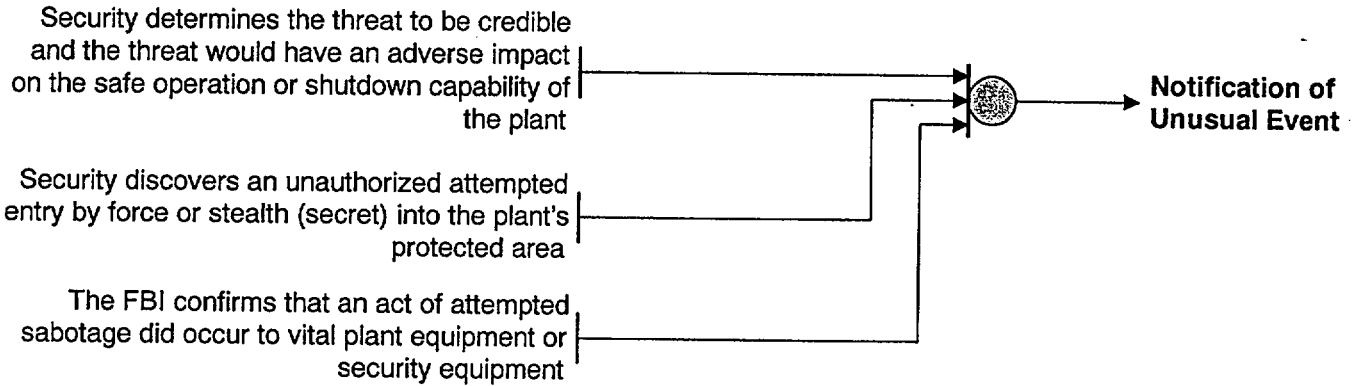 Security determines the threat to be credible
and the threat would have an adverse impact
on the safe operation or shutdown capability of
the plant
Notification of
Unusual Event
Security discovers an unauthorized attempted
entry by force or stealth (secret) into the plant's
protected area
The FBI confirms that an act of attempted
sabotage did occur to vital plant equipment or
security equipment